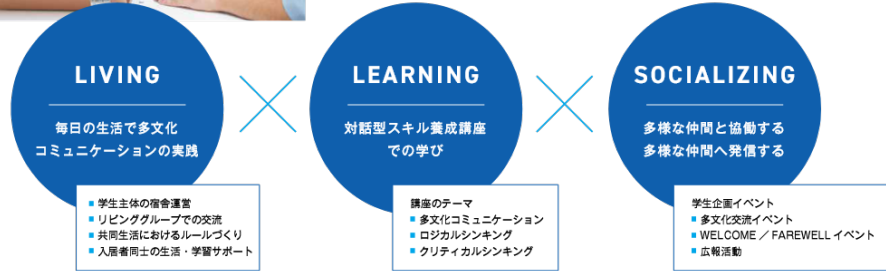 LIVING
毎日の生活で多文化
コミュニケーションの実践
■ 学生主体の宿舎運営
■ リビンググループでの交流
■ 共同生活におけるルールづくり
■ 入居者同士の生活・学習サポート
LEARNING
対話型スキル養成講座
での学び
講座のテーマ
■ 多文化コミュニケーション
■ ロジカルシンキング
■ クリティカルシンキング
SOCIALIZING
多様な仲間と協働する
多様な仲間へ発信する
学生企画イベント
■ 多文化交流イベント
■ WELCOME ／ FAREWELL イベント
■ 広報活動